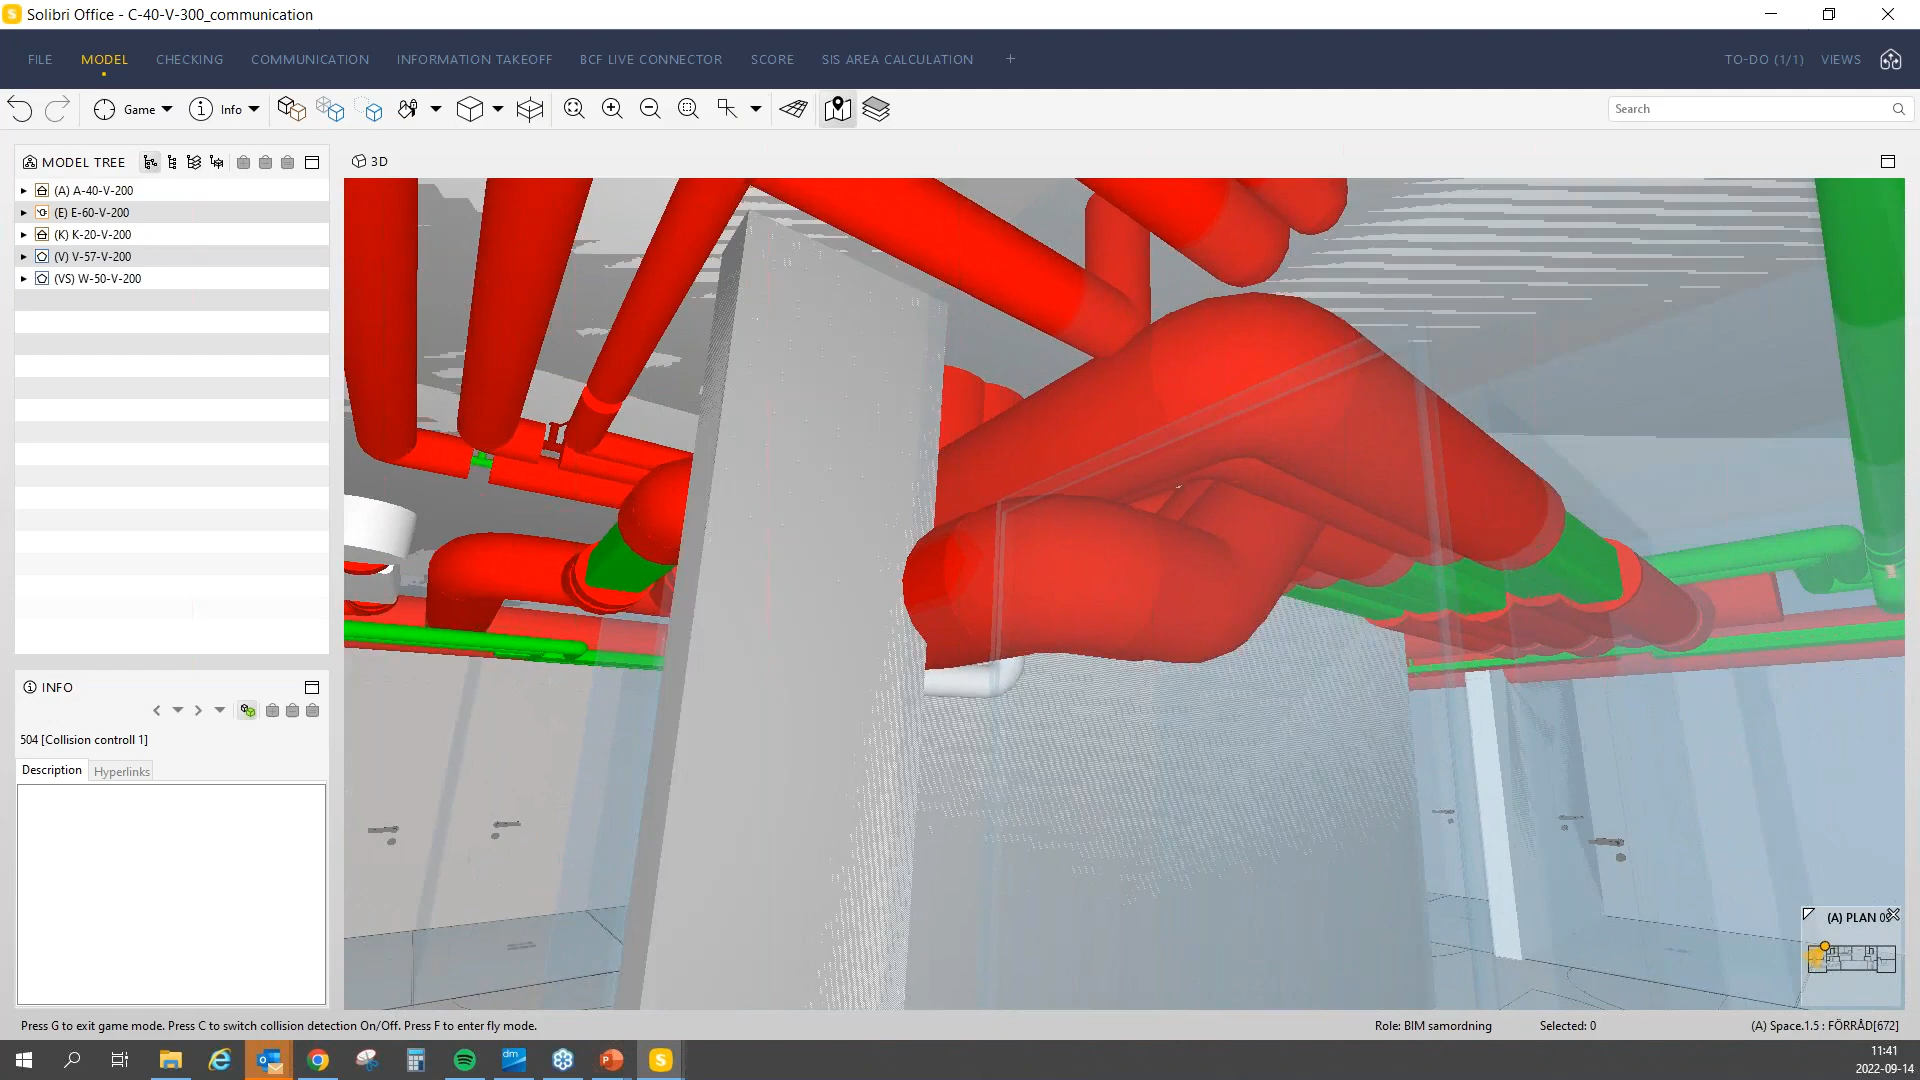 Solibri Office - C-40-V-300_communication
FILE MODEL CHECKING COMMUNICATION INFORMATION TAKEOFF BCF LIVE CONNECTOR SCORE SIS AREA CALCULATION + TO-DO (1/1) VIEWS
Game Info Search
MODEL TREE
3D
(A) A-40-V-200
(E) E-60-V-200
(K) K-20-V-200
(V) V-57-V-200
(VS) W-50-V-200
INFO
504 [Collision controll 1]
Description Hyperlinks
(A) PLAN
Press G to exit game mode. Press C to switch collision detection On/Off. Press F to enter fly mode.
Role: BIM samordning Selected: 0 (A) Space.1.5 : FÖRRÅD[672]
dm
11:41
2022-09-14